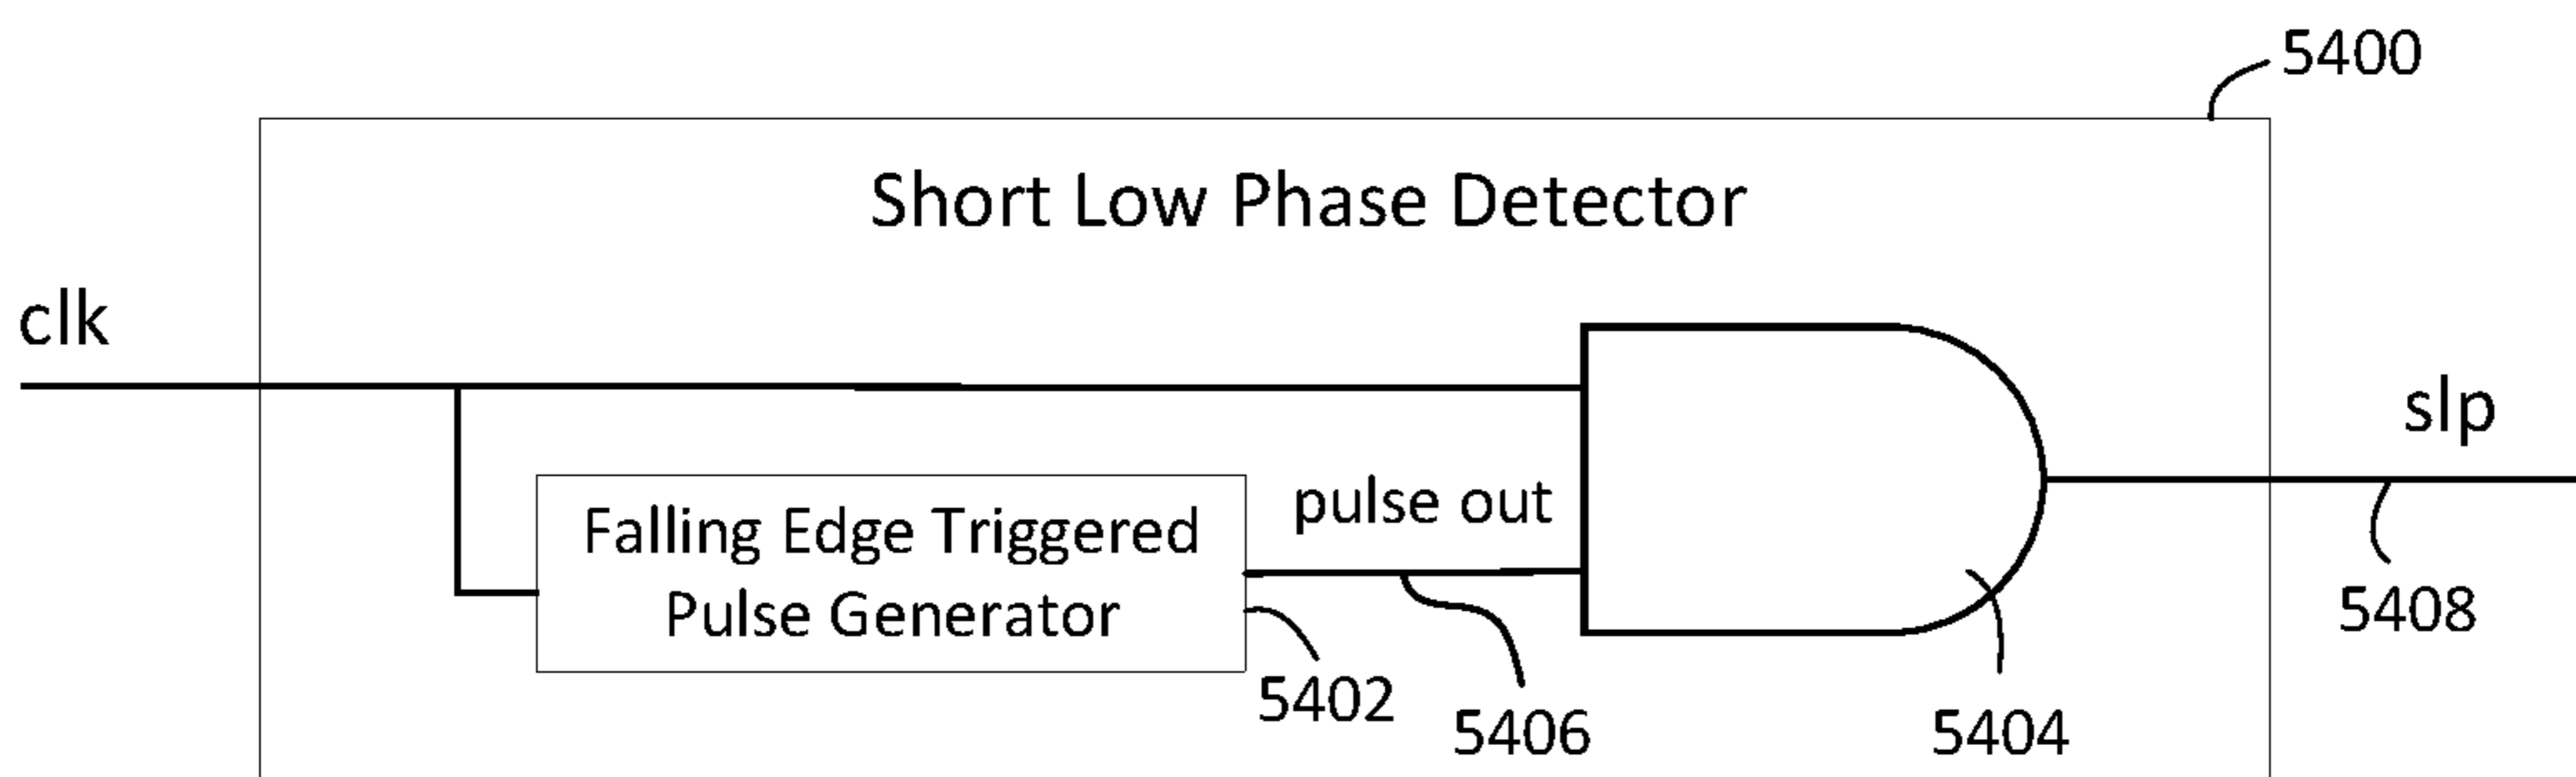 5400
Short Low Phase Detector
clk
slp
pulse out
Falling Edge Triggered
Pulse Generator
5402
5406
5404
5408